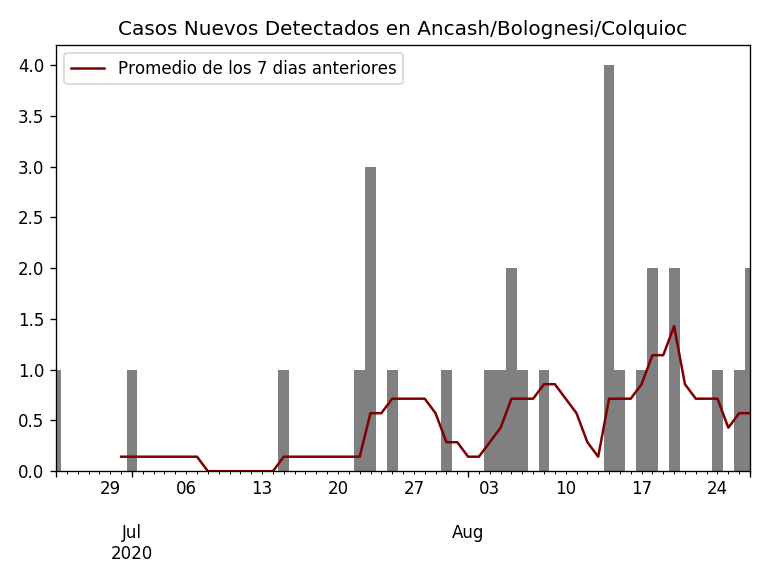 Casos Nuevos Detectados en Ancash/Bolognesi/Colquioc
Promedio de los 7 dias anteriores
4.0
3.5
3.0
2.5
2.0
1.5
1.0
0.5
0.0
29 06 13 20 27 03 10 17 24
Jul Aug
2020